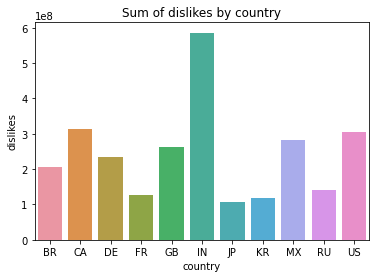 Sum of dislikes by country
1e8
6
5
4
3
2
1
0
dislikes
BR CA DE FR GB IN JP KR MX RU US
country